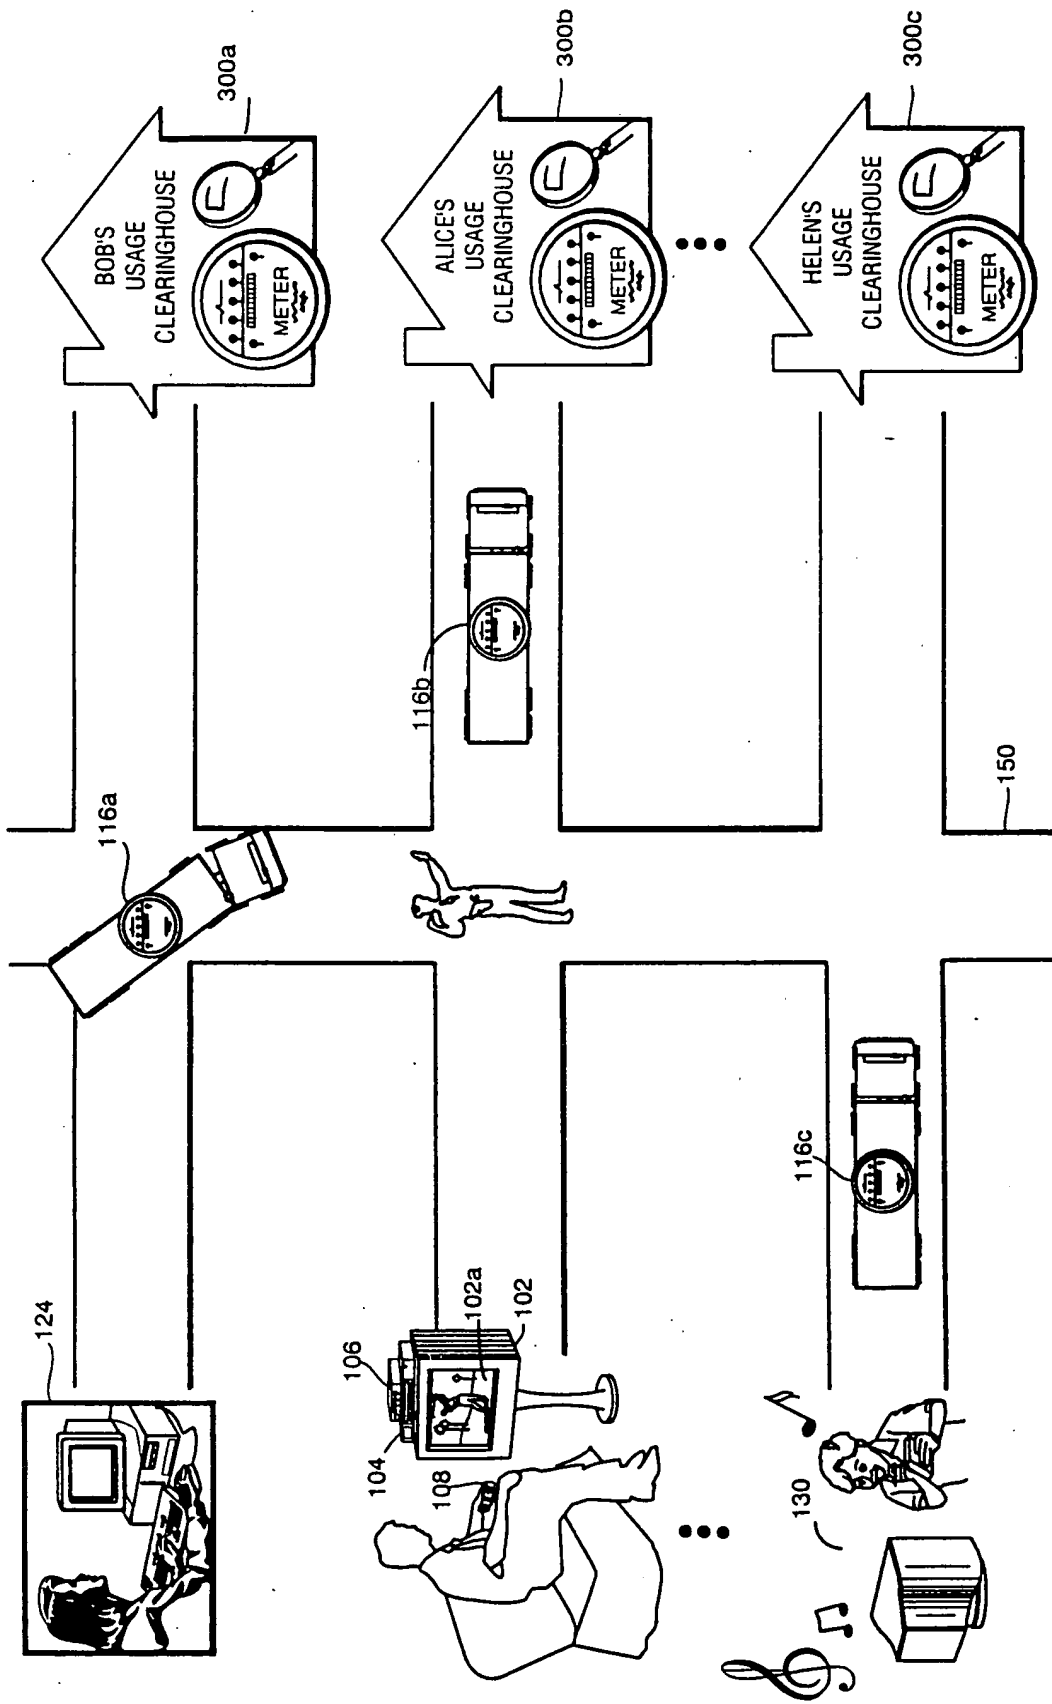 124
116a
BOB'S
USAGE
CLEARINGHOUSE
METER
300a
106
104
108
102a
102
116b
ALICE'S
USAGE
CLEARINGHOUSE
METER
300b
130
116c
150
HELEN'S
USAGE
CLEARINGHOUSE
METER
300c